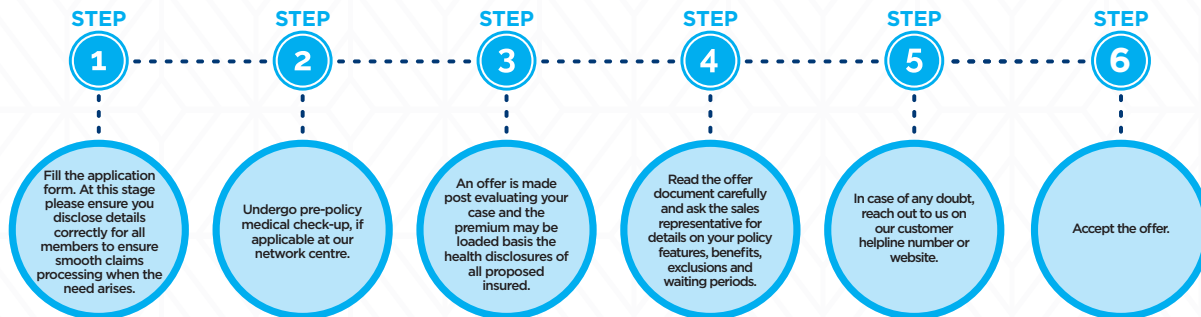 STEP
1
Fill the application
form. At this stage
please ensure you
disclose details
correctly for all
members to ensure
smooth claims
processing when the
need arises.
STEP
2
Undergo pre-policy
medical check-up, if
applicable at our
network centre.
STEP
3
An offer is made
post evaluating your
case and the
premium may be
loaded basis the
health disclosures of
all proposed
insured.
STEP
4
Read the offer
document carefully
and ask the sales
representative for
details on your policy
features, benefits,
exclusions and
waiting periods.
STEP
5
In case of any doubt,
reach out to us on
our customer
helpline number or
website.
STEP
6
Accept the offer.